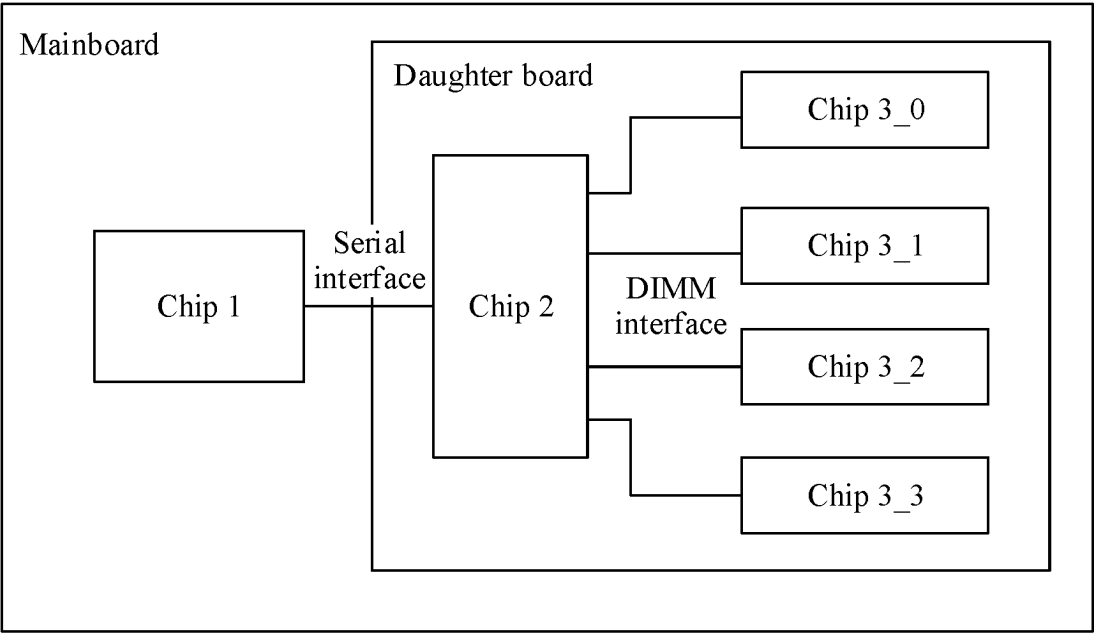 Mainboard
Daughter board
Chip 3_0
Chip 3_1
Serial
interface
Chip 1
Chip 2
DIMM
interface
Chip 3_2
Chip 3_3